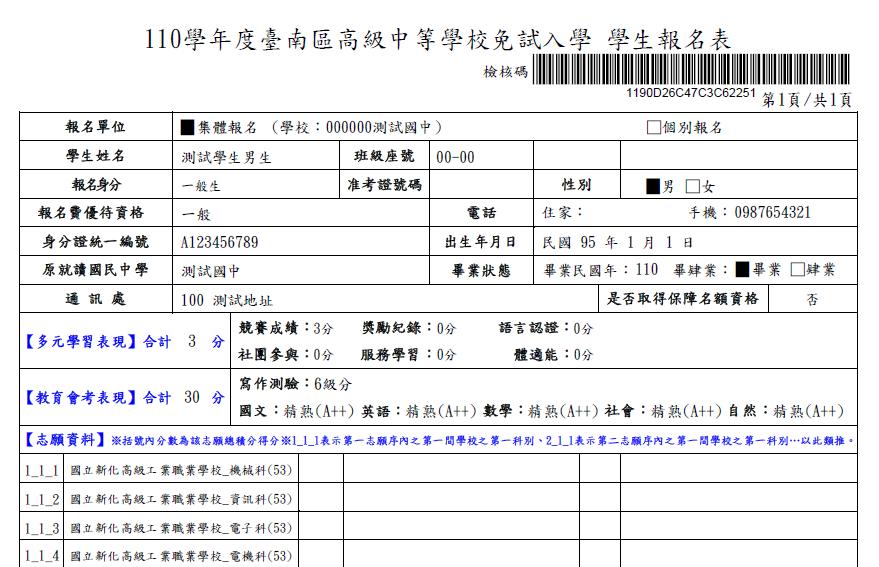 110學年度臺南區高級中等學校免試入學 學生報名表
檢核碼
1190D26C47C3C62251
第1頁/共1頁
報名單位 ■集體報名 (學校：000000測試國中) □個別報名
學生姓名 測試學生男生 班級座號 00-00
報名身分 一般生 准考證號碼 性別 ■男 □女
報名費優待資格 一般 電話 住家： 手機：0987654321
身分證統一編號 A123456789 出生年月日 民國 95 年 1 月 1 日
原就讀國民中學 測試國中 畢業狀態 畢業民國年：110 畢肄業：■畢業 □肄業
通訊處 100 測試地址 是否取得保障名額資格 否
【多元學習表現】合計 3 分 競賽成績：3分 獎勵紀錄：0分 語言認證：0分
社團參與：0分 服務學習：0分 體適能：0分
【教育會考表現】合計 30 分 寫作測驗：6級分
國文：精熟(A++) 英語：精熟(A++) 數學：精熟(A++) 社會：精熟(A++) 自然：精熟(A++)
【志願資料】※括號內分數為該志願總積分得分※1_1_1表示第一志願序內之第一間學校之第一科別、2_1_1表示第二志願序內之第一間學校之第一科別…以此類推。
1_1_1 國立新化高級工業職業學校_機械科(53)
1_1_2 國立新化高級工業職業學校_資訊科(53)
1_1_3 國立新化高級工業職業學校_電子科(53)
1_1_4 國立新化高級工業職業學校_電機科(53)